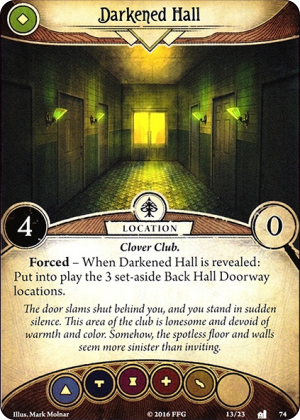 Darkened Hall
LOCATION
4
0
Clover Club.
Forced – When Darkened Hall is revealed:
Put into play the 3 set-aside Back Hall Doorway
locations.
The door slams shut behind you, and you stand in sudden
silence. This area of the club is lonesome and devoid of
warmth and color. Somehow, the spotless floor and walls
seem more sinister than inviting.
Illus. Mark Molnar
© 2016 FFG
13/23
74